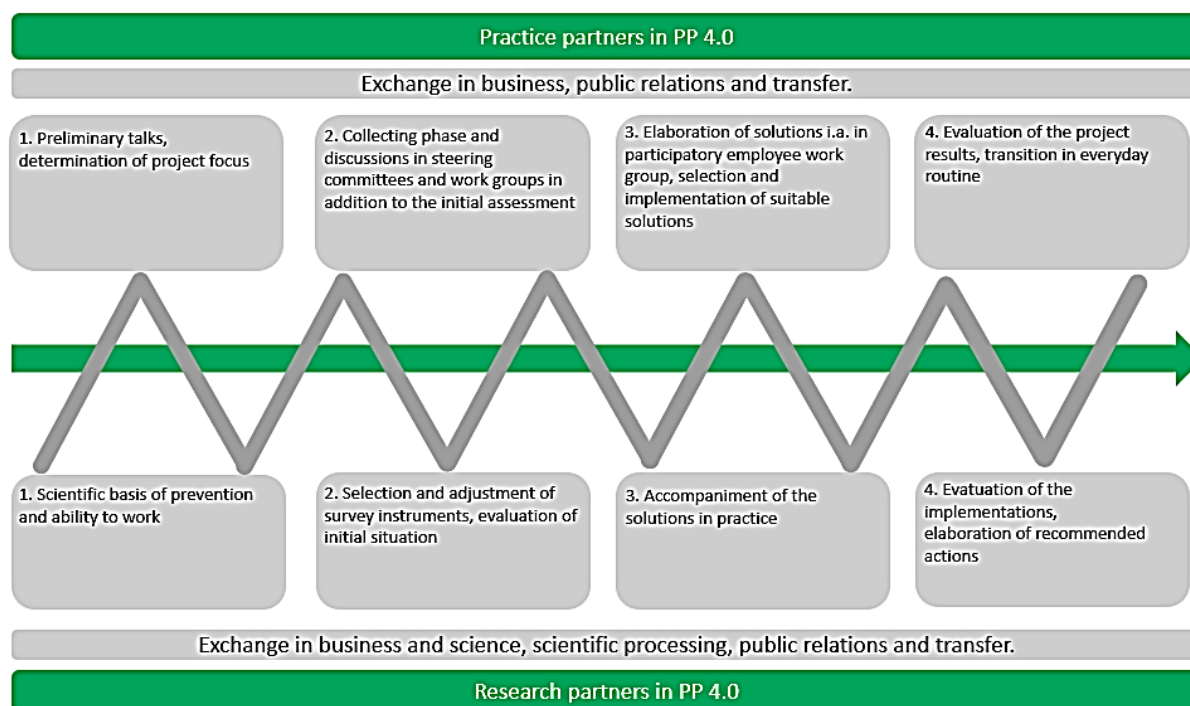 Practice partners in PP 4.0
Exchange in business, public relations and transfer.
1. Preliminary talks,
determination of project focus
2. Collecting phase and
discussions in steering
committees and work groups in
addition to the initial assessment
3. Elaboration of solutions i.a. in
participatory employee work
group, selection and
implementation of suitable
solutions
4. Evaluation of the project
results, transition in everyday
routine
1. Scientific basis of prevention
and ability to work
2. Selection and adjustment of
survey instruments, evaluation of
initial situation
3. Accompaniment of the
solutions in practice
4. Evatuation of the
implementations,
elaboration of recommended
actions
Exchange in business and science, scientific processing, public relations and transfer.
Research partners in PP 4.0